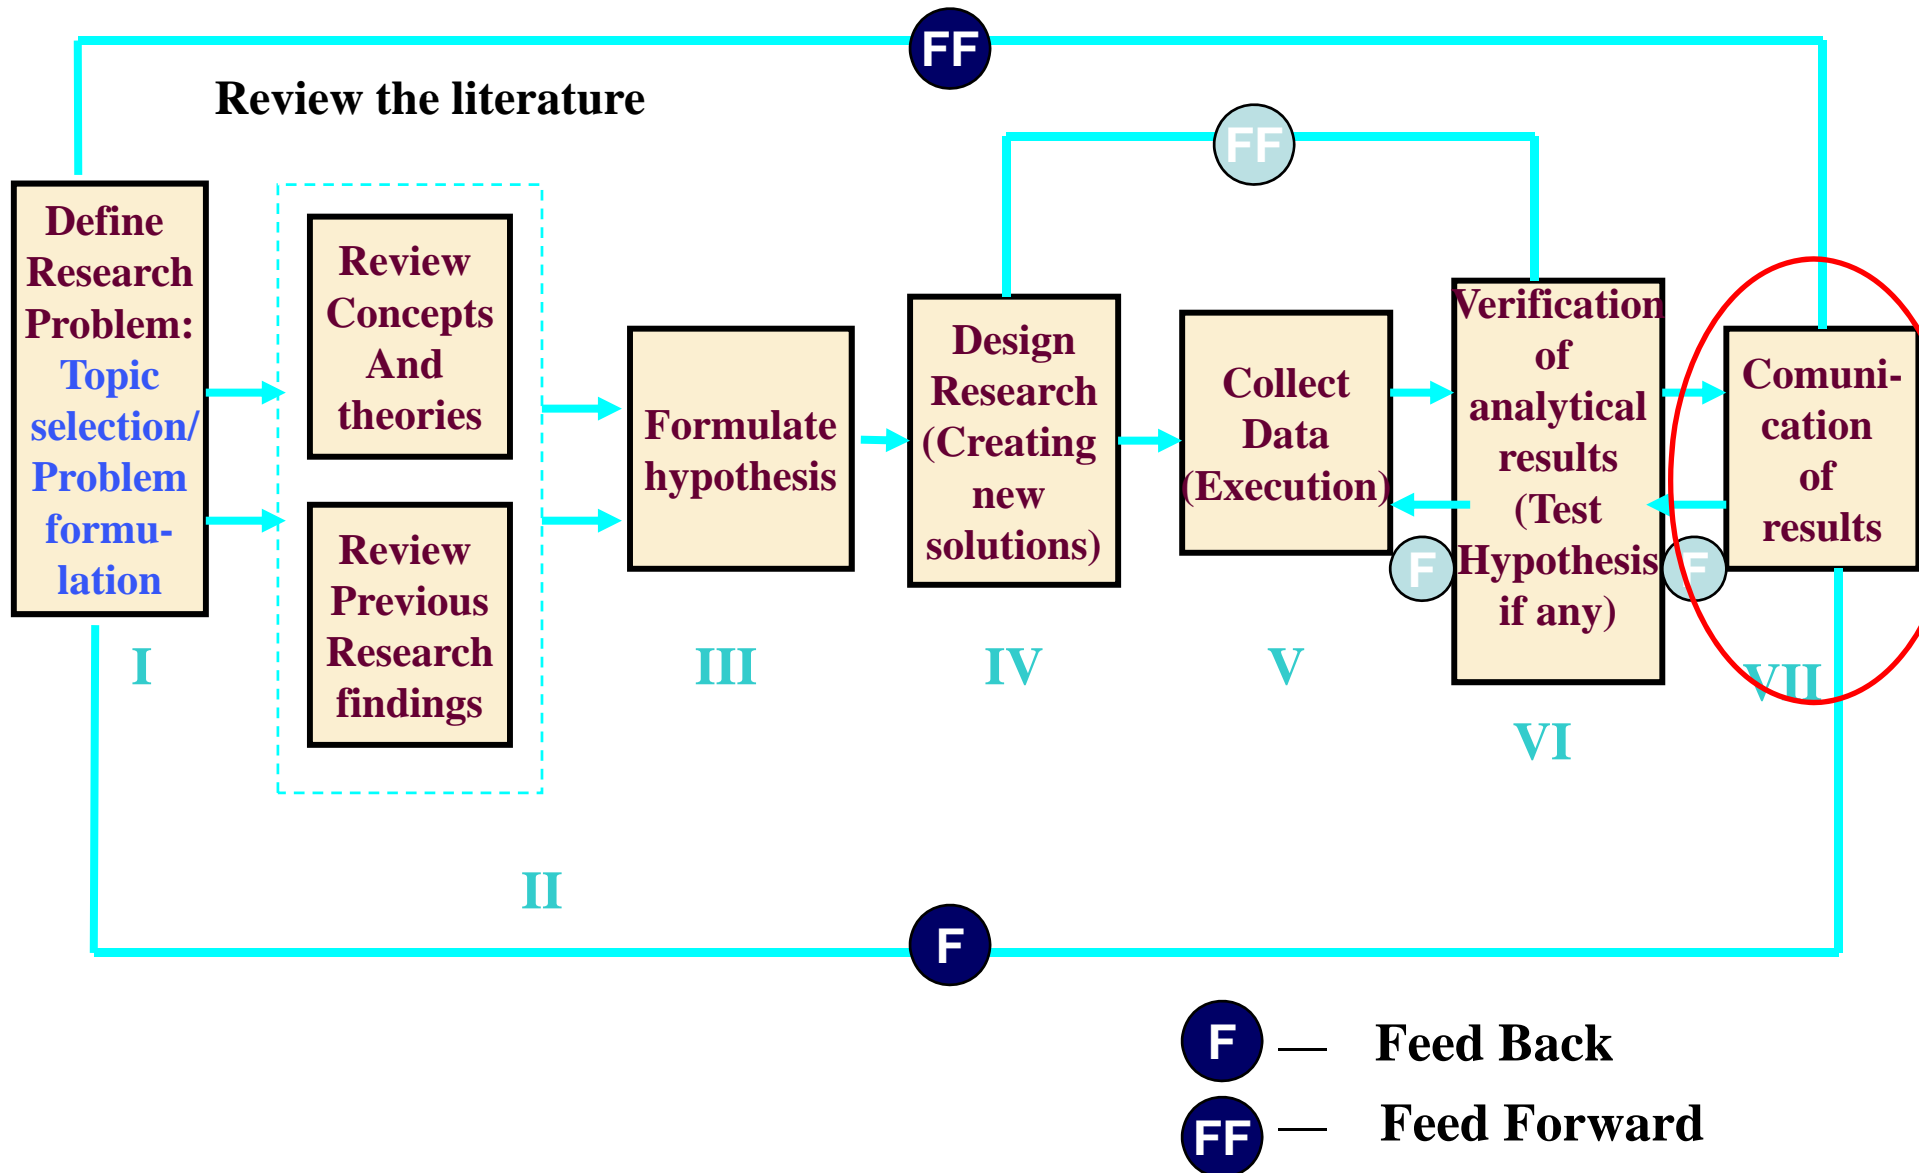 FF
Review the literature
FF
Define
Research
Problem:
Topic
selection/
Problem
formu-
lation
I
Review
Concepts
And
theories
Review
Previous
Research
findings
II
Formulate
hypothesis
III
Design
Research
(Creating
new
solutions)
IV
Collect
Data
(Execution)
V
F
Verification
of
analytical
results
(Test
Hypothesis
if any)
VI
F
Comuni-
cation
of
results
VII
F
F — Feed Back
FF — Feed Forward